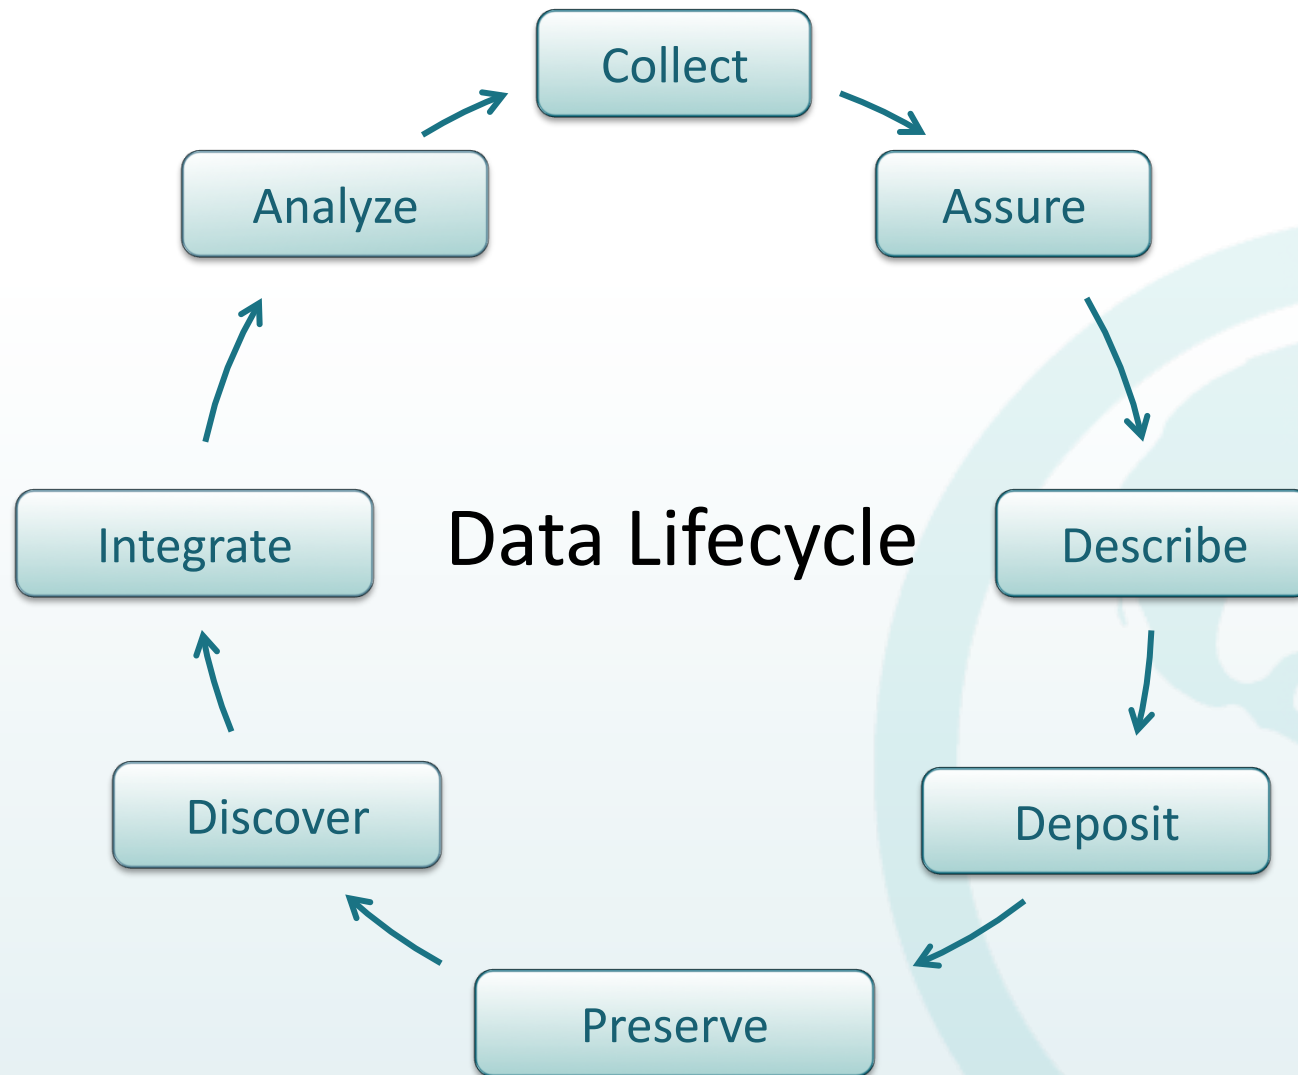 Collect
Analyze
Assure
Integrate
Data Lifecycle
Describe
Discover
Deposit
Preserve